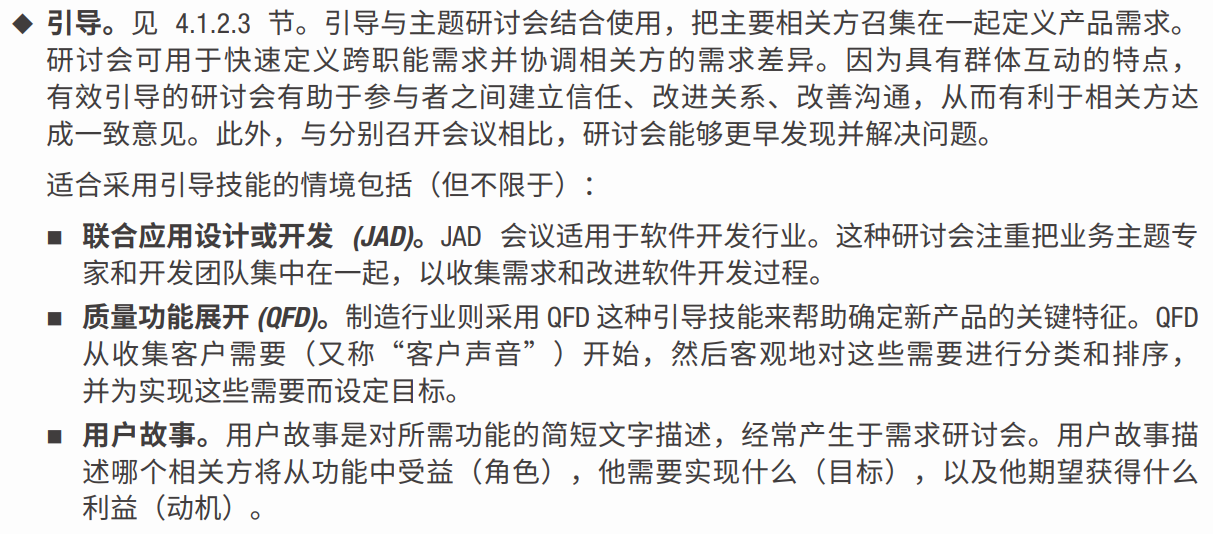 ◆ 引导。见 4.1.2.3 节。引导与主题研讨会结合使用，把主要相关方召集在一起定义产品需求。
研讨会可用于快速定义跨职能需求并协调相关方的需求差异。因为具有群体互动的特点，
有效引导的研讨会有助于参与者之间建立信任、改进关系、改善沟通，从而有利于相关方达
成一致意见。此外，与分别召开会议相比，研讨会能够更早发现并解决问题。
适合采用引导技能的情境包括（但不限于）：
■ 联合应用设计或开发 (JAD)。JAD 会议适用于软件开发行业。这种研讨会注重把业务主题专
家和开发团队集中在一起，以收集需求和改进软件开发过程。
■ 质量功能展开 (QFD)。制造行业则采用 QFD 这种引导技能来帮助确定新产品的关键特征。QFD
从收集客户需要（又称“客户声音”）开始，然后客观地对这些需要进行分类和排序，
并为实现这些需要而设定目标。
■ 用户故事。用户故事是对所需功能的简短文字描述，经常产生于需求研讨会。用户故事描
述哪个相关方将从功能中受益（角色），他需要实现什么（目标），以及他期望获得什么
利益（动机）。